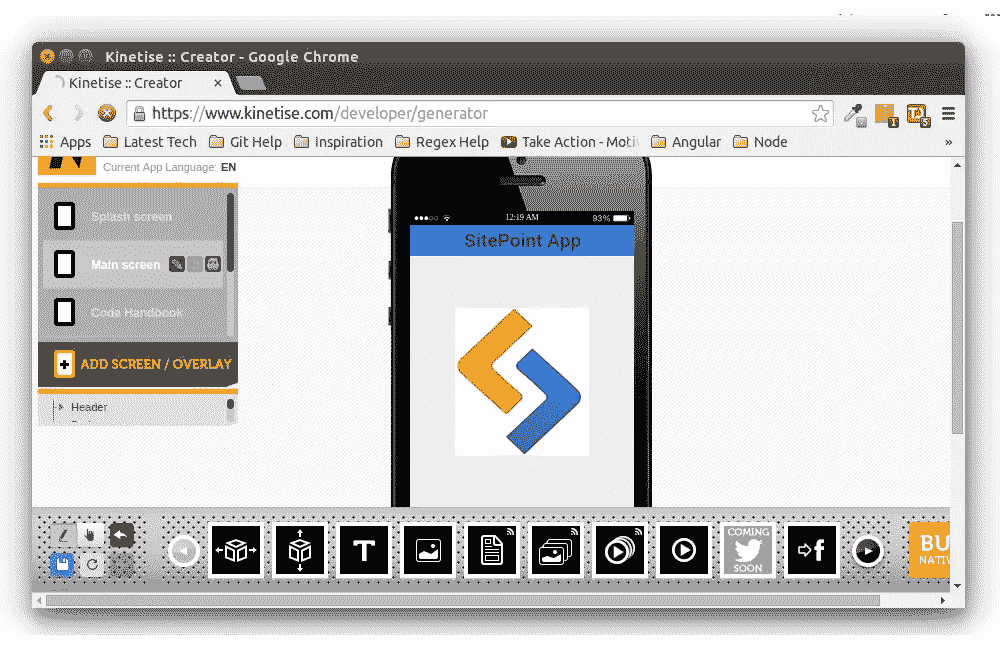 Kinetise :: Creator - Google Chrome
Kinetise :: Creator
https://www.kinetise.com/developer/generator
Apps Latest Tech Git Help Inspiration Regex Help Take Action - Moti Angular Node »
Current App Language: EN
Splash screen
Main screen
Code Handbook
ADD SCREEN / OVERLAY
Header
12:19 AM 93%
SitePoint App
T
COMING
SOON
f
BU
NATIV